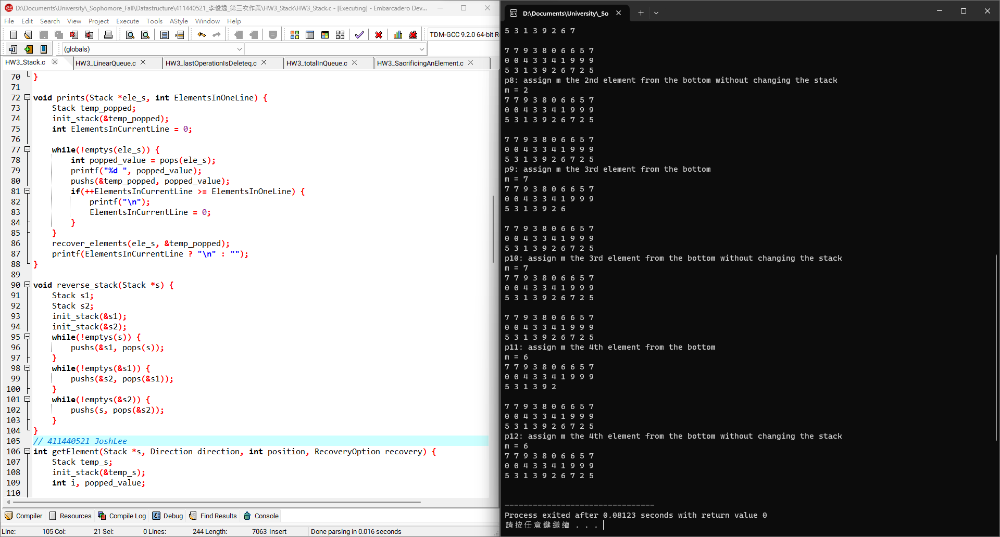 D:\Documents\University\_Sophomore_Fall\Datastructure\411440521_李俊逸_第三次作業\HW3_Stack\HW3_Stack.c - [Executing] - Embarcadero Dev...
File Edit Search View Project Execute Tools AStyle Window Help
TDM-GCC 9.2.0 64-bit R
(globals)
HW3_Stack.c HW3_LinearQueue.c HW3_lastOperationIsDeleteq.c HW3_totalInQueue.c HW3_SacrificingAnElement.c
70 }
71
72 void prints(Stack *ele_s, int ElementsInOneLine) {
73 Stack temp_popped;
74 init_stack(&temp_popped);
75 int ElementsInCurrentLine = 0;
76
77 while(!emptys(ele_s)) {
78 int popped_value = pops(ele_s);
79 printf("%d ", popped_value);
80 pushs(&temp_popped, popped_value);
81 if(++ElementsInCurrentLine >= ElementsInOneLine) {
82 printf("\n");
83 ElementsInCurrentLine = 0;
84 }
85 }
86 recover_elements(ele_s, &temp_popped);
87 printf(ElementsInCurrentLine ? "\n" : "");
88 }
89
90 void reverse_stack(Stack *s) {
91 Stack s1;
92 Stack s2;
93 init_stack(&s1);
94 init_stack(&s2);
95 while(!emptys(s)) {
96 pushs(&s1, pops(s));
97 }
98 while(!emptys(&s1)) {
99 pushs(&s2, pops(&s1));
100 }
101 while(!emptys(&s2)) {
102 pushs(s, pops(&s2));
103 }
104 }
105 // 411440521 JoshLee
106 int getElement(Stack *s, Direction direction, int position, RecoveryOption recovery) {
107 Stack temp_s;
108 init_stack(&temp_s);
109 int i, popped_value;
110
Compiler Resources Compile Log Debug Find Results Console
Line: 105 Col: 21 Sel: 0 Lines: 244 Length: 7063 Insert Done parsing in 0.016 seconds
D:\Documents\University\_So
5 3 1 3 9 2 6 7
7 7 9 3 8 0 6 6 5 7
0 0 4 3 3 4 1 9 9 9
5 3 1 3 9 2 6 7 2 5
p8: assign m the 2nd element from the bottom without changing the stack
m = 2
7 7 9 3 8 0 6 6 5 7
0 0 4 3 3 4 1 9 9 9
5 3 1 3 9 2 6 7 2 5
7 7 9 3 8 0 6 6 5 7
0 0 4 3 3 4 1 9 9 9
5 3 1 3 9 2 6 7 2 5
p9: assign m the 3rd element from the bottom
m = 7
7 7 9 3 8 0 6 6 5 7
0 0 4 3 3 4 1 9 9 9
5 3 1 3 9 2 6
7 7 9 3 8 0 6 6 5 7
0 0 4 3 3 4 1 9 9 9
5 3 1 3 9 2 6 7 2 5
p10: assign m the 3rd element from the bottom without changing the stack
m = 7
7 7 9 3 8 0 6 6 5 7
0 0 4 3 3 4 1 9 9 9
5 3 1 3 9 2 6 7 2 5
7 7 9 3 8 0 6 6 5 7
0 0 4 3 3 4 1 9 9 9
5 3 1 3 9 2 6 7 2 5
p11: assign m the 4th element from the bottom
m = 6
7 7 9 3 8 0 6 6 5 7
0 0 4 3 3 4 1 9 9 9
5 3 1 3 9 2
7 7 9 3 8 0 6 6 5 7
0 0 4 3 3 4 1 9 9 9
5 3 1 3 9 2 6 7 2 5
p12: assign m the 4th element from the bottom without changing the stack
m = 6
7 7 9 3 8 0 6 6 5 7
0 0 4 3 3 4 1 9 9 9
5 3 1 3 9 2 6 7 2 5
--------------------------------
Process exited after 0.08123 seconds with return value 0
請按任意鍵繼續 . . .